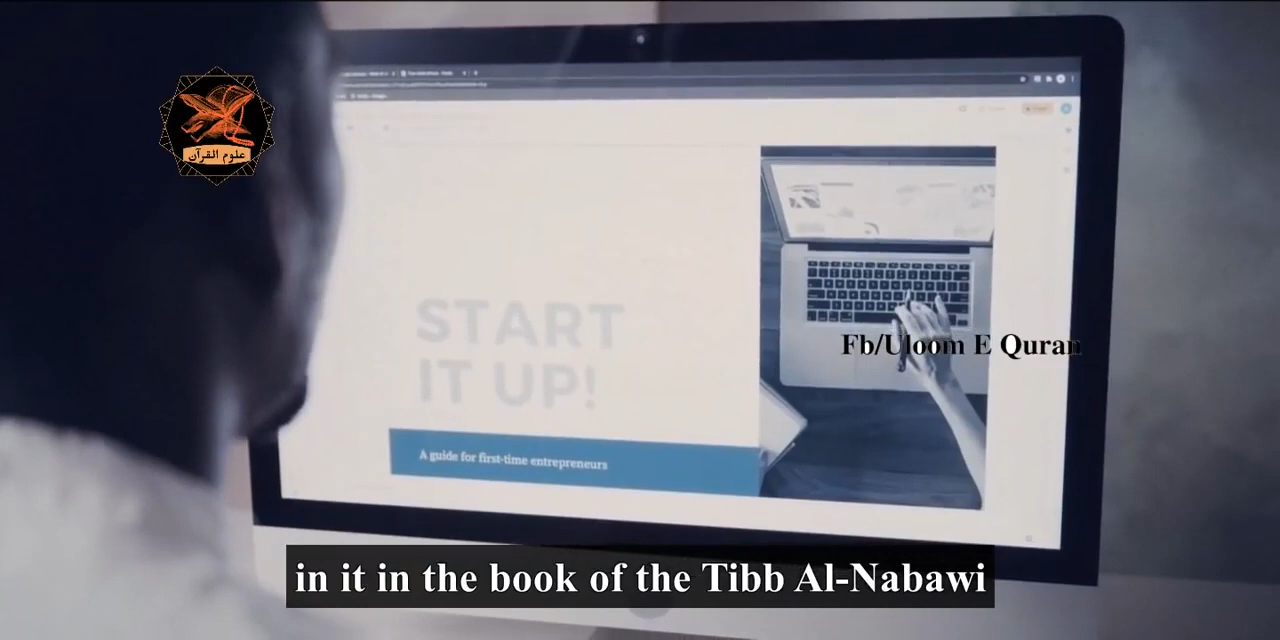 علوم القرآن
START
IT UP!
Fb/Uloom E Quran
A guide for first-time entrepreneurs
in it in the book of the Tibb Al-Nabawi